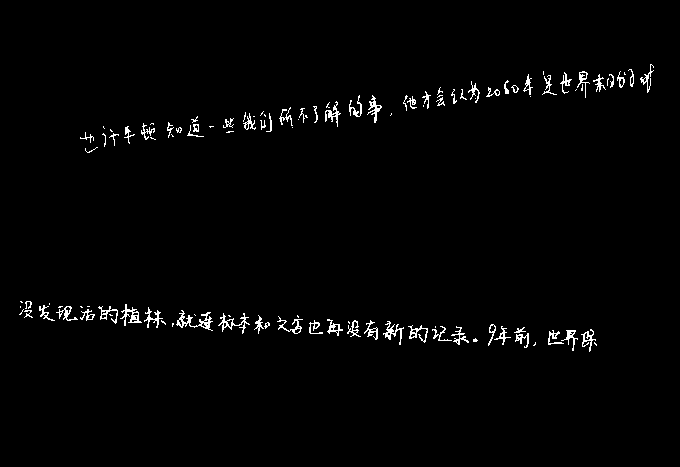 也许牛顿知道一些我们所不了解的事，他才会认为2060年是世界末日的时
没发现活的植株，就连标本和文字也再没有新的记录。9年前，世界保